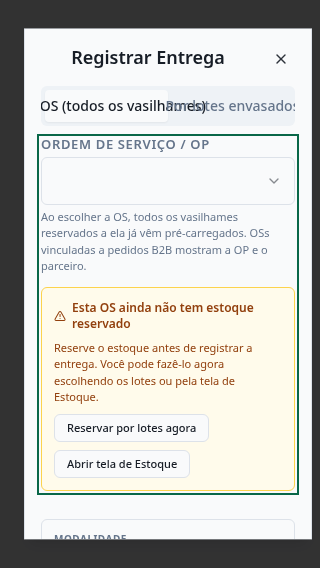 Registrar Entrega
OS (todos os vasilhames)
envasados
ORDEM DE SERVIÇO / OP
Ao escolher a OS, todos os vasilhames
reservados a ela já vêm pré-carregados. OSs
vinculadas a pedidos B2B mostram a OP e o
parceiro.
Esta OS ainda não tem estoque
reservado
Reserve o estoque antes de registrar a
entrega. Você pode fazê-lo agora
escolhendo os lotes ou pela tela de
Estoque.
Reservar por lotes agora
Abrir tela de Estoque
MODALIDADE